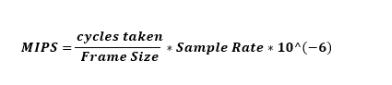 MIPS = cycles taken / Frame Size * Sample Rate * 10^(−6)